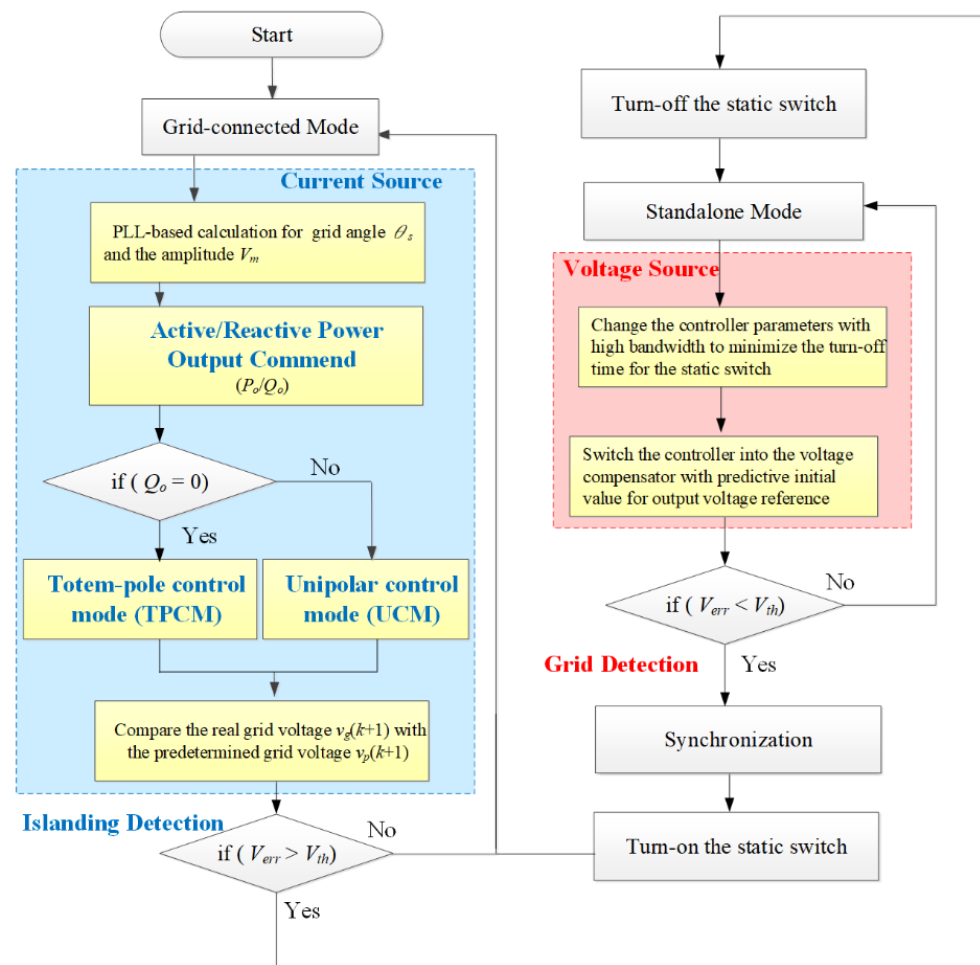 Start
Grid-connected Mode
Current Source
PLL-based calculation for grid angle θs
and the amplitude Vm
Active/Reactive Power
Output Commend
(Po/Qo)
if ( Qo = 0)
No
Yes
Totem-pole control
mode (TPCM)
Unipolar control
mode (UCM)
Compare the real grid voltage vg(k+1) with
the predetermined grid voltage vp(k+1)
Islanding Detection
No
if ( Verr > Vth)
Yes
Turn-off the static switch
Standalone Mode
Voltage Source
Change the controller parameters with
high bandwidth to minimize the turn-off
time for the static switch
Switch the controller into the voltage
compensator with predictive initial
value for output voltage reference
No
if ( Verr < Vth)
Grid Detection
Yes
Synchronization
Turn-on the static switch